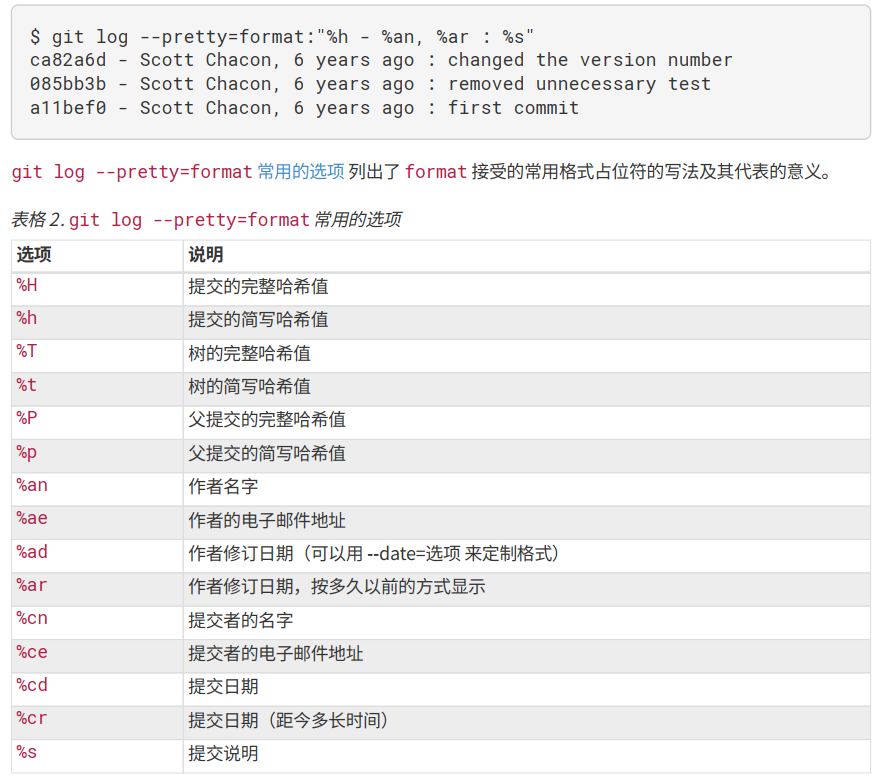 $ git log --pretty=format:"%h - %an, %ar : %s"
ca82a6d - Scott Chacon, 6 years ago : changed the version number
085bb3b - Scott Chacon, 6 years ago : removed unnecessary test
a11bef0 - Scott Chacon, 6 years ago : first commit
git log --pretty=format 常用的选项 列出了 format 接受的常用格式占位符的写法及其代表的意义。
表格 2. git log --pretty=format 常用的选项
选项 说明
%H 提交的完整哈希值
%h 提交的简写哈希值
%T 树的完整哈希值
%t 树的简写哈希值
%P 父提交的完整哈希值
%p 父提交的简写哈希值
%an 作者名字
%ae 作者的电子邮件地址
%ad 作者修订日期（可以用 --date=选项 来定制格式）
%ar 作者修订日期，按多久以前的方式显示
%cn 提交者的名字
%ce 提交者的电子邮件地址
%cd 提交日期
%cr 提交日期（距今多长时间）
%s 提交说明